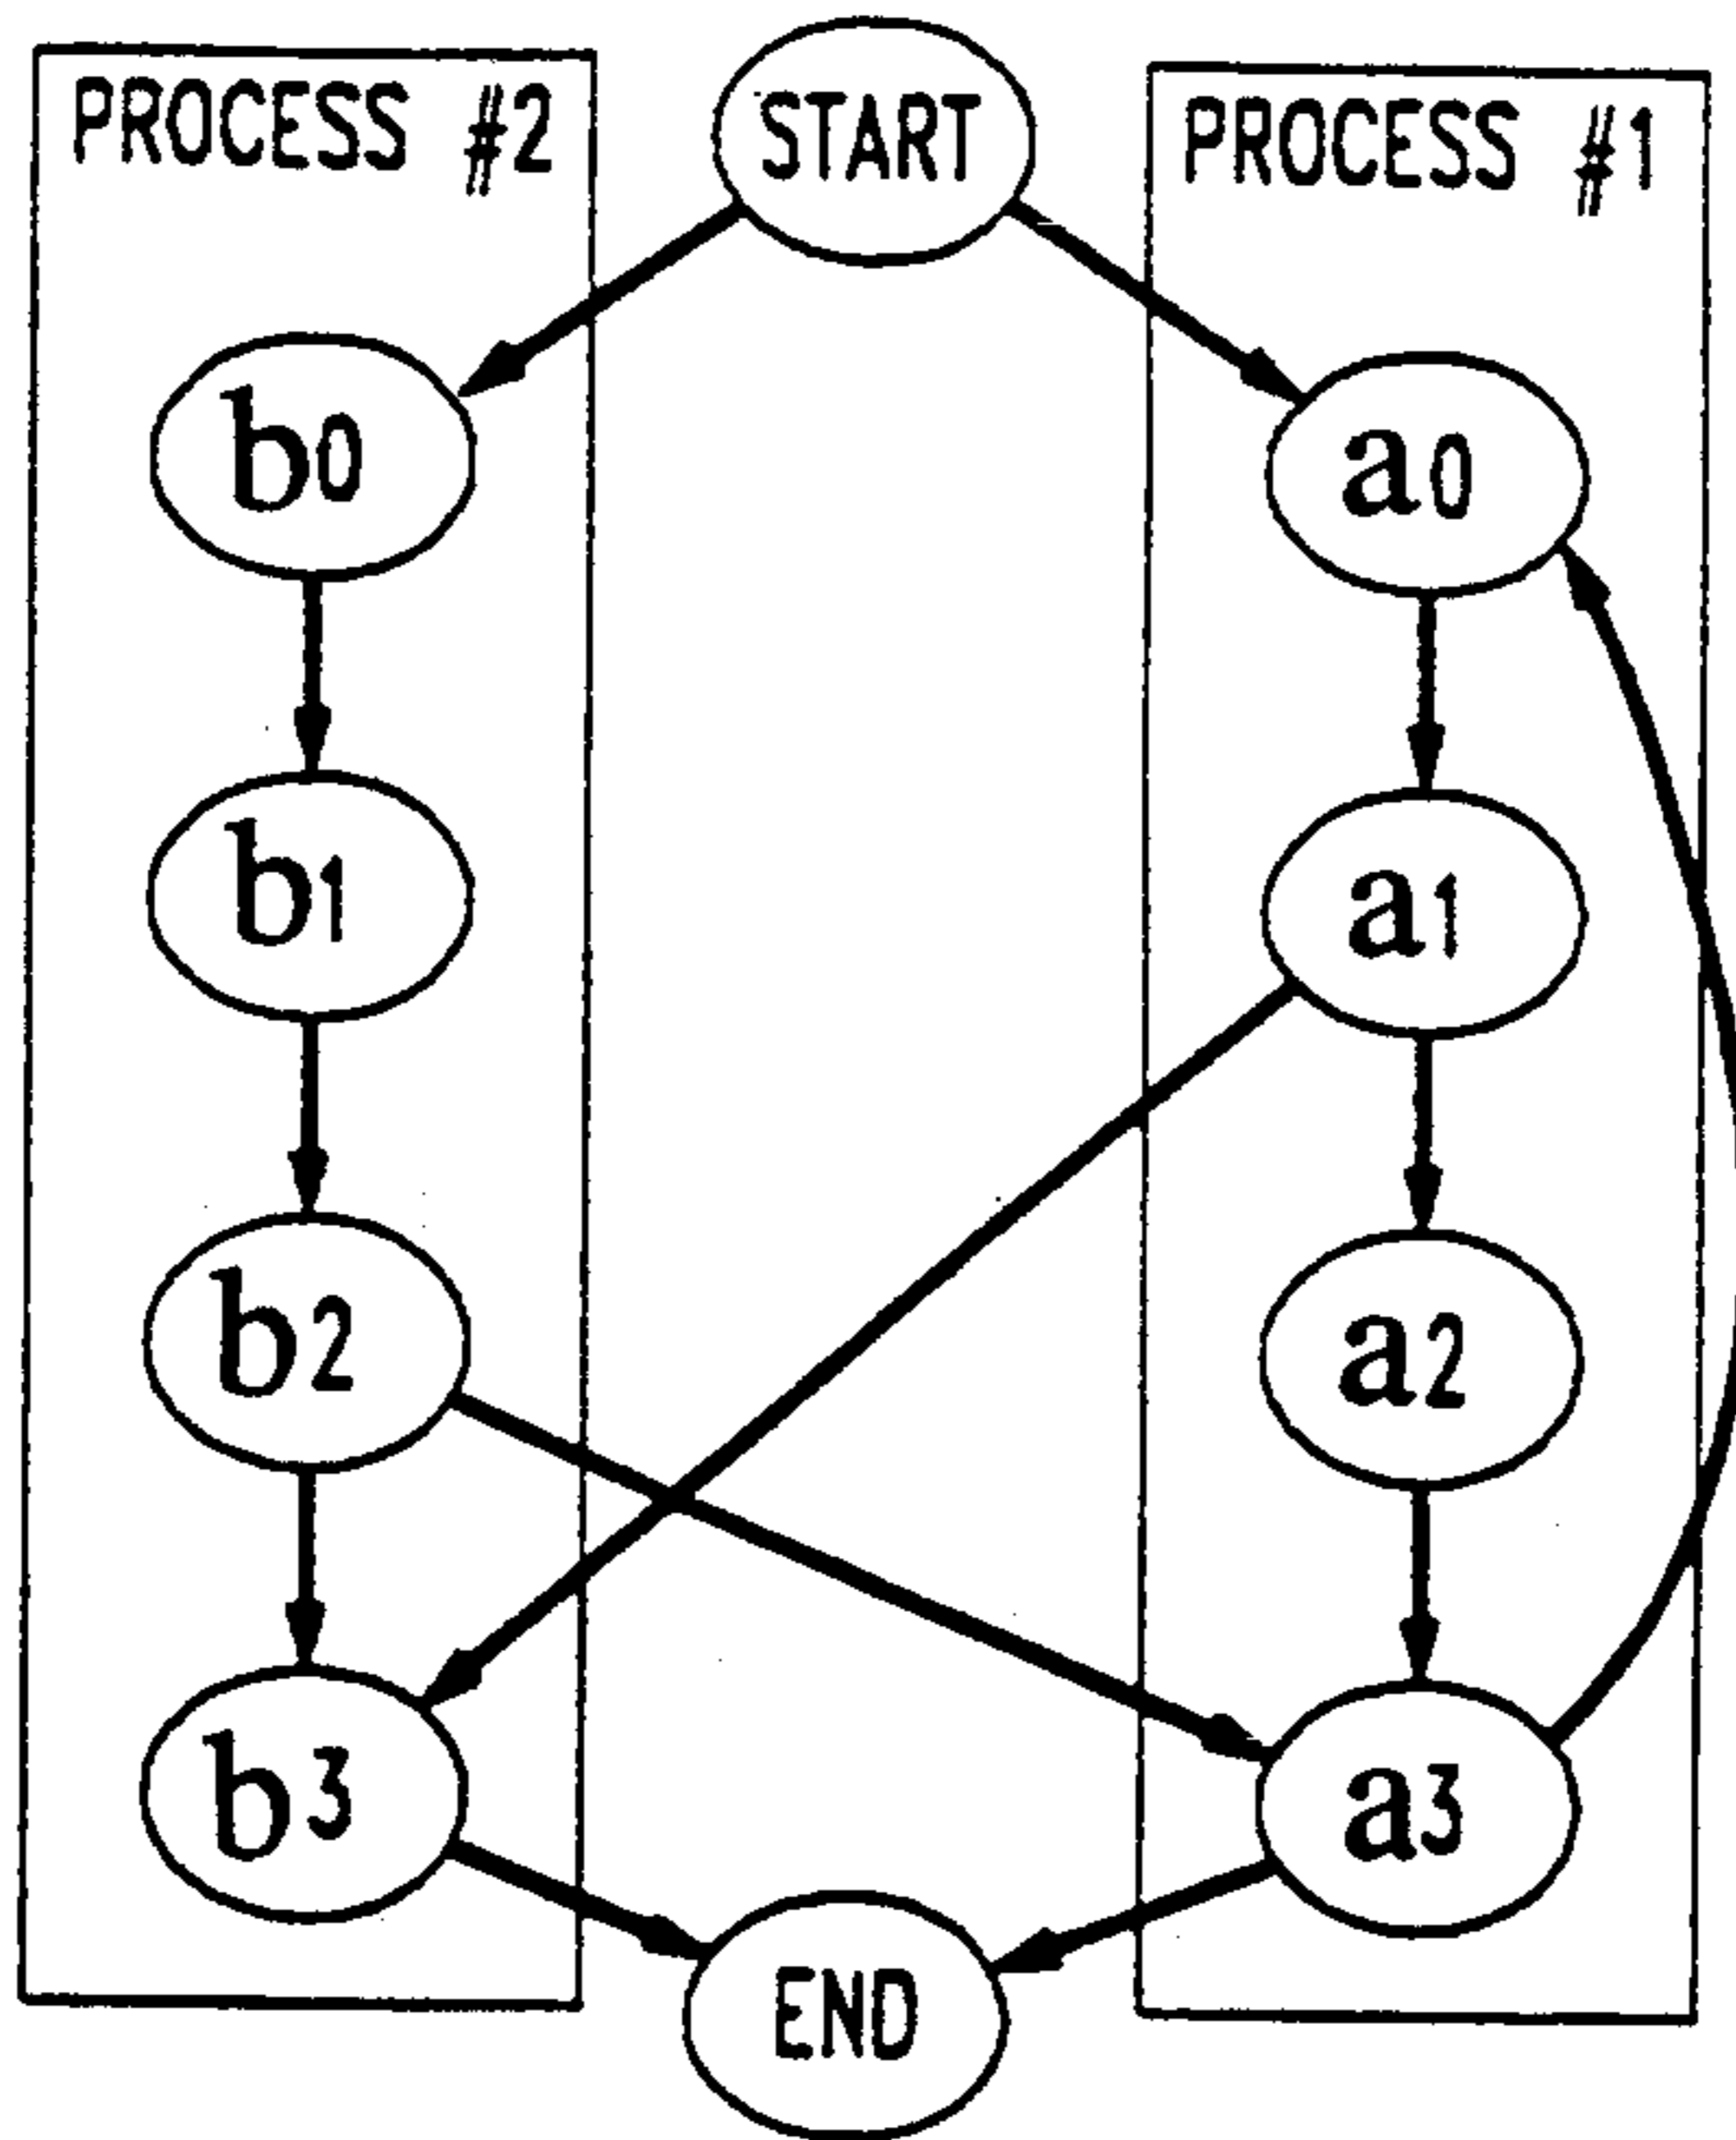 PROCESS #2
START
PROCESS #1
b0
a0
b1
a1
b2
a2
b3
a3
END